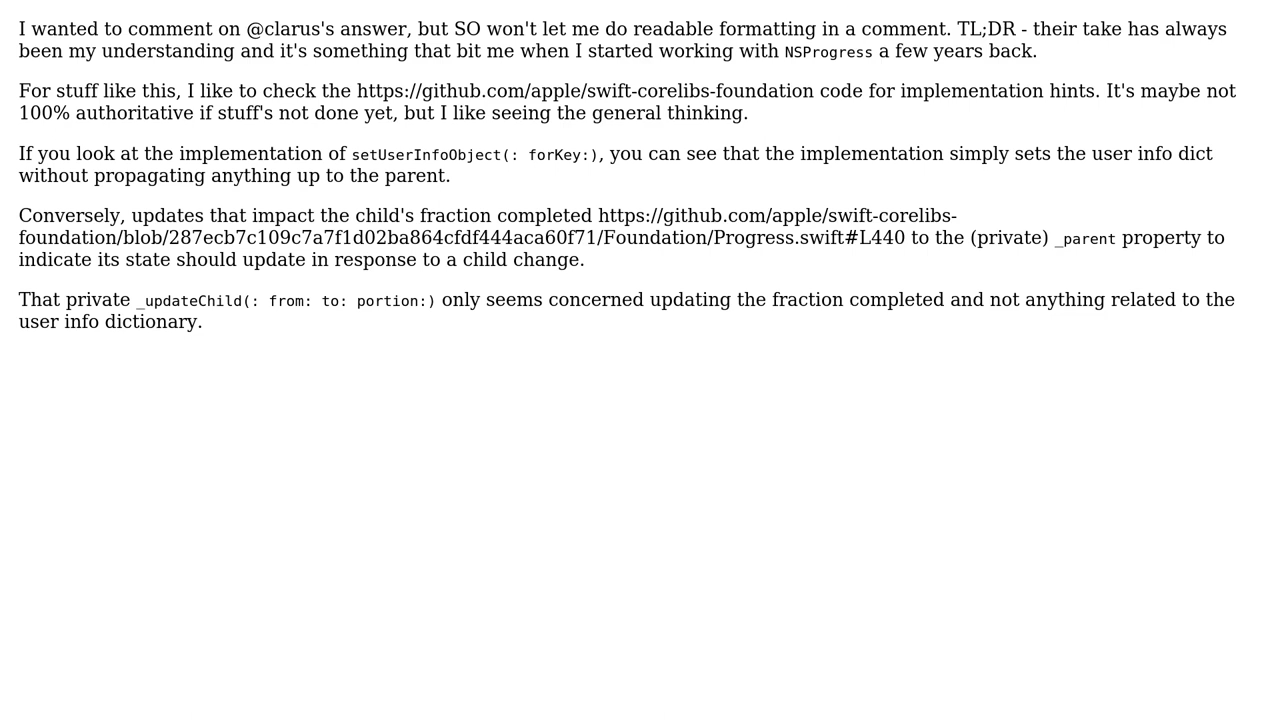 I wanted to comment on @clarus's answer, but SO won't let me do readable formatting in a comment. TL;DR - their take has always
been my understanding and it's something that bit me when I started working with NSProgress a few years back.
For stuff like this, I like to check the https://github.com/apple/swift-corelibs-foundation code for implementation hints. It's maybe not
100% authoritative if stuff's not done yet, but I like seeing the general thinking.
If you look at the implementation of setUserInfoObject(: forKey:), you can see that the implementation simply sets the user info dict
without propagating anything up to the parent.
Conversely, updates that impact the child's fraction completed https://github.com/apple/swift-corelibs-
foundation/blob/287ecb7c109c7a7f1d02ba864cfdf444aca60f71/Foundation/Progress.swift#L440 to the (private) _parent property to
indicate its state should update in response to a child change.
That private _updateChild(: from: to: portion:) only seems concerned updating the fraction completed and not anything related to the
user info dictionary.